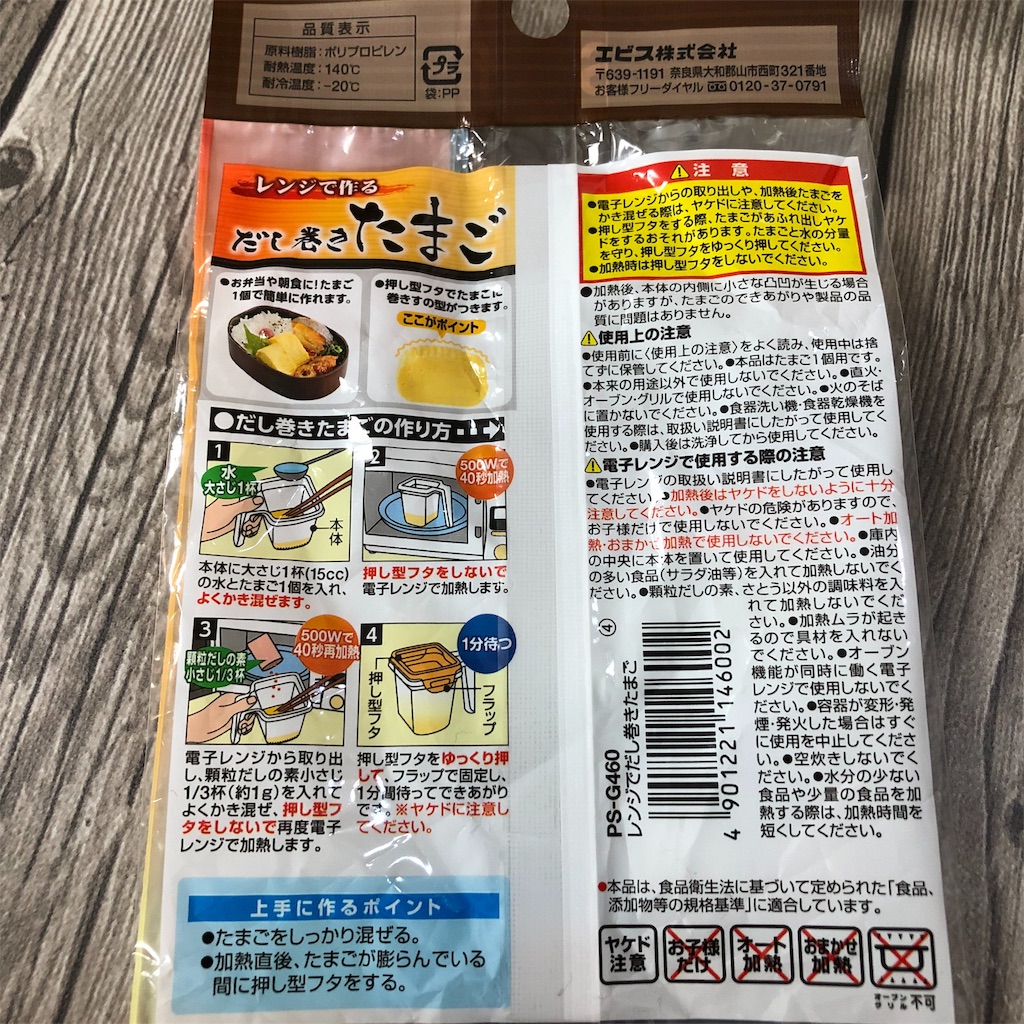 品質表示
原料樹脂:ポリプロピレン
耐熱温度:140℃
耐冷温度:-20℃
プラ
袋:PP
エビス株式会社
〒639-1191 奈良県大和郡山市西町321番地
お客様フリーダイヤル 0120-37-0791
レンジで作る
だし巻きたまご
●お弁当や朝食に!たまご
1個で簡単に作れます。
●押し型フタでたまごに
巻きすの型がつきます。
ここがポイント
●だし巻きたまごの作り方
1
水
大さじ1杯
本体
本体に大さじ1杯(15cc)
の水とたまご1個を入れ、
よくかき混ぜます。
2
500Wで
40秒加熱
押し型フタをしないで
電子レンジで加熱します。
3
500Wで
40秒再加熱
顆粒だしの素
小さじ1/3杯
電子レンジから取り出
し、顆粒だしの素小さじ
1/3杯(約1g)を入れて
よくかき混ぜ、押し型フ
タをしないで再度電子
レンジで加熱します。
4
1分待つ
押し型フタ
フラップ
押し型フタをゆっくり押
して、フラップで固定し、
1分間待ってできあがり
です。※ヤケドに注意し
てください。
上手に作るポイント
●たまごをしっかり混ぜる。
●加熱直後、たまごが膨らんでいる
間に押し型フタをする。
注意
●電子レンジからの取り出しや、加熱後たまごを
かき混ぜる際は、ヤケドに注意してください。
●押し型フタをする際、たまごがあふれ出しヤケ
ドをするおそれがあります。たまごと水の分量
を守り、押し型フタをゆっくり押してください。
●加熱時は押し型フタをしないでください。
●加熱後、本体の内側に小さな凸凹が生じる場合
がありますが、たまごのできあがりや製品の品
質に問題はありません。
使用上の注意
●使用前に〈使用上の注意〉をよく読み、使用中は捨
てずに保管してください。●本品はたまご1個用です。
●本来の用途以外で使用しないでください。●直火・
オーブン・グリルで使用しないでください。●火のそば
に置かないでください。●食器洗い機・食器乾燥機を
使用する際は、取扱い説明書にしたがって使用してく
ださい。●購入後は洗浄してから使用してください。
電子レンジで使用する際の注意
●電子レンジの取扱い説明書にしたがって使用し
てください。●加熱後はヤケドをしないように十分
注意してください。●ヤケドの危険がありますので、
お子様だけで使用しないでください。●オート加
熱・おまかせ加熱で使用しないでください。●庫内
の中央に本体を置いて使用してください。●油分
の多い食品(サラダ油等)を入れて加熱しないでく
ださい。●顆粒だしの素、さとう以外の調味料を入
れて加熱しないでくだ
さい。●加熱ムラが起き
るので具材を入れない
でください。●オーブン
機能が同時に働く電子
レンジで使用しないでく
ださい。●容器が変形・発
煙・発火した場合はすぐ
に使用を中止してくださ
い。●空炊きしないでく
ださい。●水分の少ない
食品や少量の食品を加
熱する際は、加熱時間を
短くしてください。
④
PS-G460
レンジでだし巻きたまご
4 901221 146002
●本品は、食品衛生法に基づいて定められた「食品、
添加物等の規格基準」に適合しています。
ヤケド
注意
お子様
だけ
オート
加熱
おまかせ
加熱
オーブン
グリル 不可